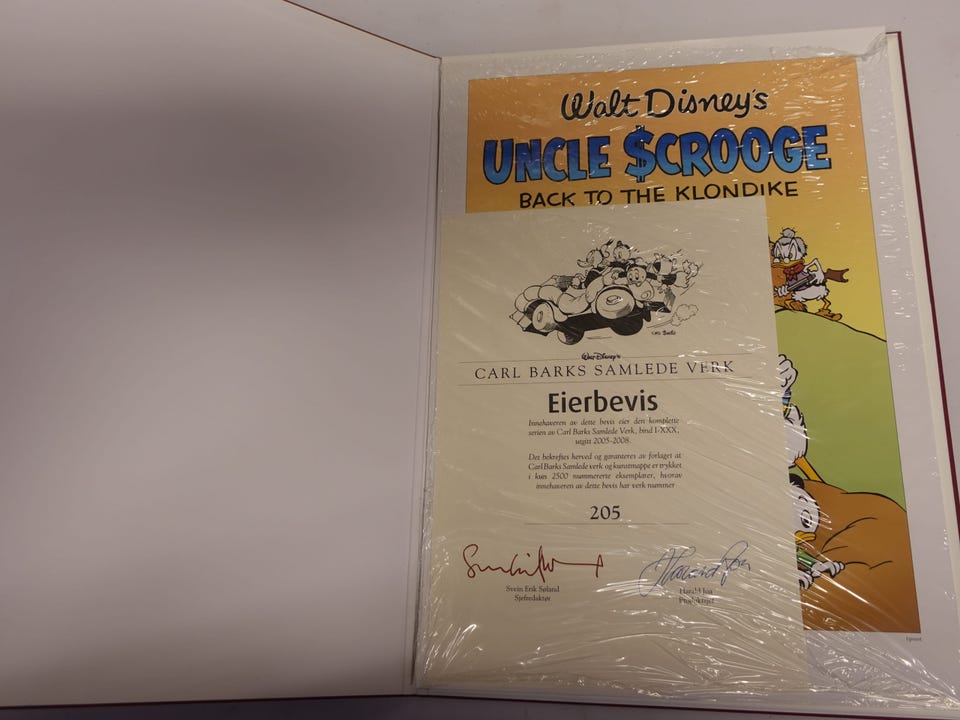 Walt Disney's
UNCLE $CROOGE
BACK TO THE KLONDIKE
CARL BARKS
Walt Disney's
CARL BARKS SAMLEDE VERK
Eierbevis
Innehaveren av dette bevis eier den komplette
serien av Carl Barks Samlede Verk, bind I-XXX,
utgitt 2005-2008.
Det bekreftes herved og garanteres av forlaget at
Carl Barks Samlede verk og kunstmappe er trykket
i kun 2500 nummererte eksemplarer, hvorav
innehaveren av dette bevis har verk nummer
205
Svein Erik Søland
Sjefredaktør
Harald